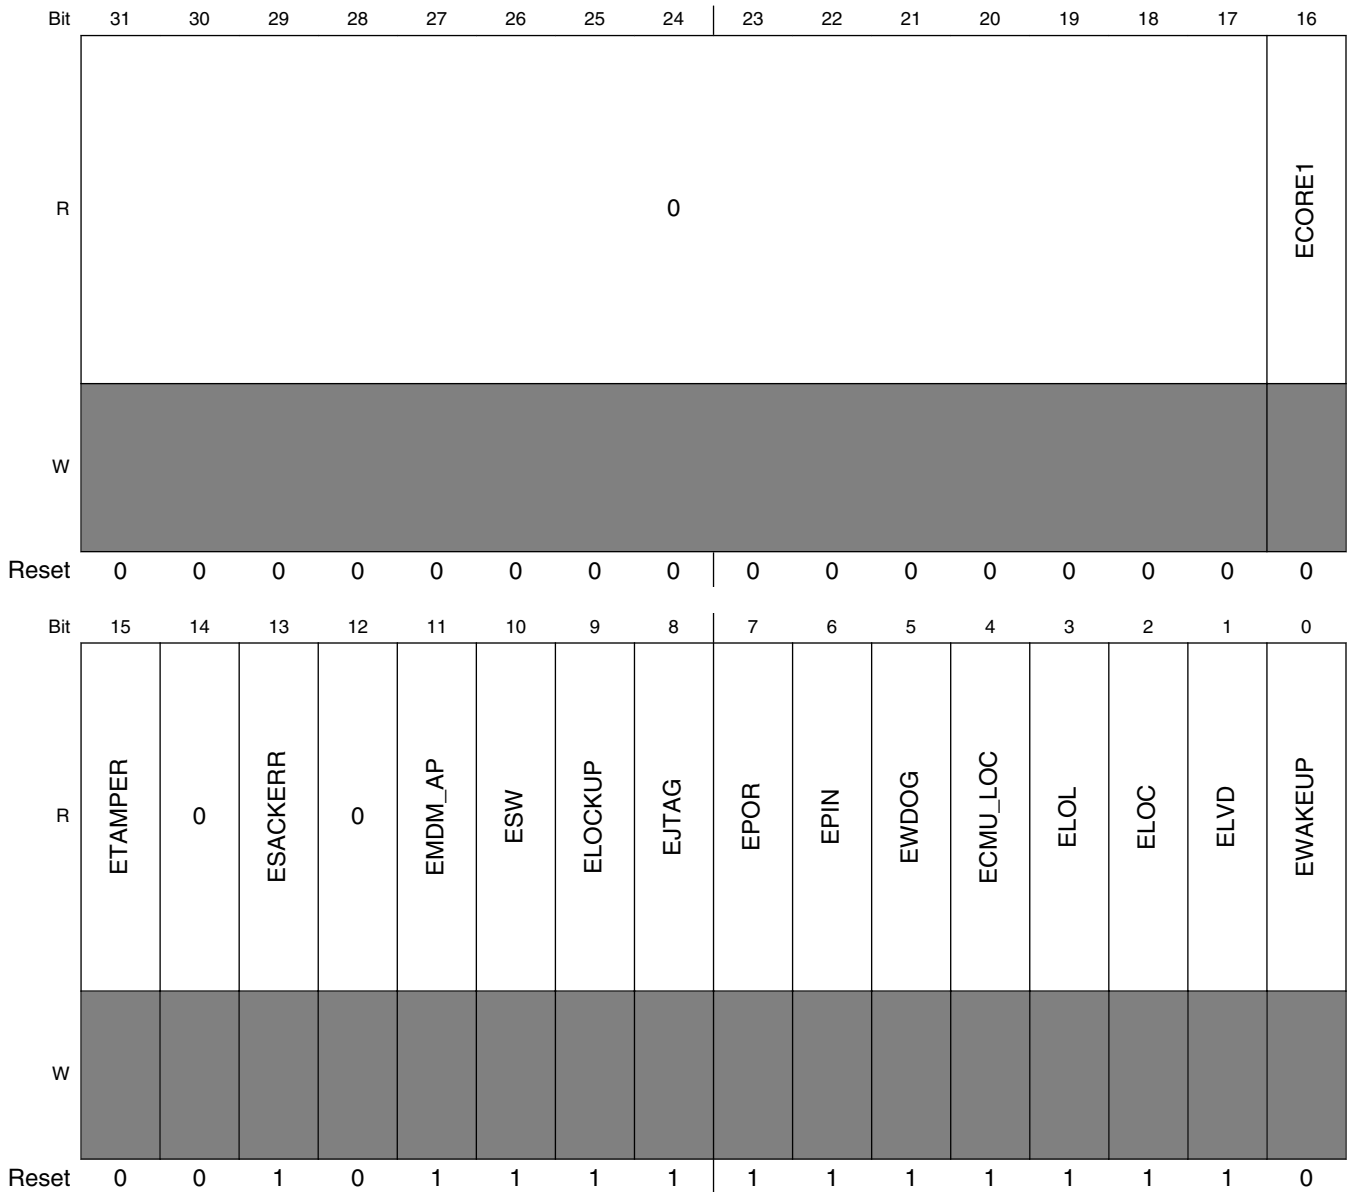 Bit 31 30 29 28 27 26 25 24 23 22 21 20 19 18 17 16
R 0 ECORE1
W
Reset 0 0 0 0 0 0 0 0 0 0 0 0 0 0 0 0
Bit 15 14 13 12 11 10 9 8 7 6 5 4 3 2 1 0
R ETAMPER 0 ESACKERR 0 EMDM_AP ESW ELOCKUP EJTAG EPOR EPIN EWDOG ECMU_LOC ELOL ELOC ELVD EWAKEUP
W
Reset 0 0 1 0 1 1 1 1 1 1 1 1 1 1 1 0